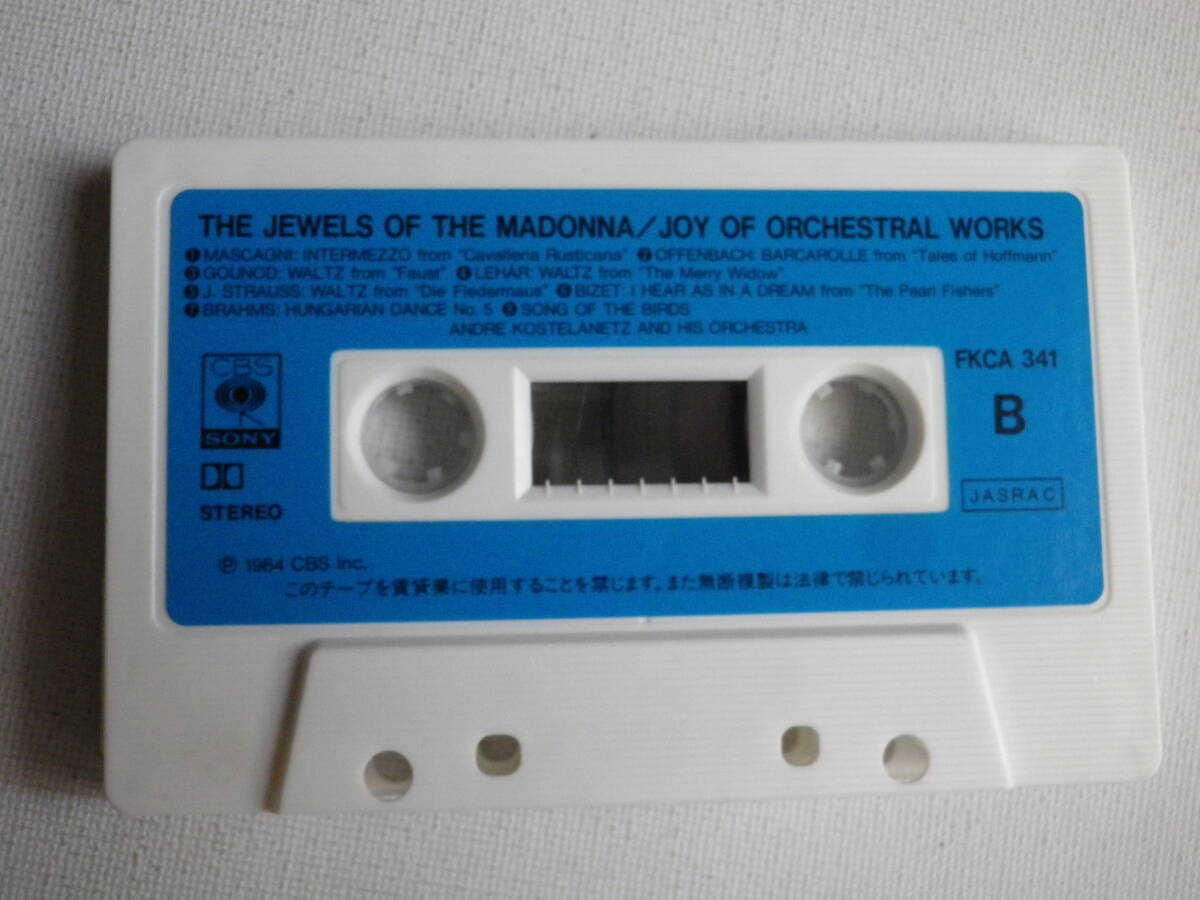 THE JEWELS OF THE MADONNA/JOY OF ORCHESTRAL WORKS
❶MASCAGNI: INTERMEZZO from "Cavalleria Rusticana" ❷OFFENBACH: BARCAROLLE from "Tales of Hoffmann"
❸GOUNOD: WALTZ from "Faust" ❹LEHÁR: WALTZ from "The Merry Widow"
❺J. STRAUSS: WALTZ from "Die Fledermaus" ❻BIZET: I HEAR AS IN A DREAM from "The Pearl Fishers"
❼BRAHMS: HUNGARIAN DANCE No. 5 ❽SONG OF THE BIRDS
ANDRE KOSTELANETZ AND HIS ORCHESTRA
CBS
SONY
STEREO
FKCA 341
B
JASRAC
Ⓟ 1984 CBS Inc.
このテープを賃貸業に使用することを禁じます。また無断複製は法律で禁じられています。